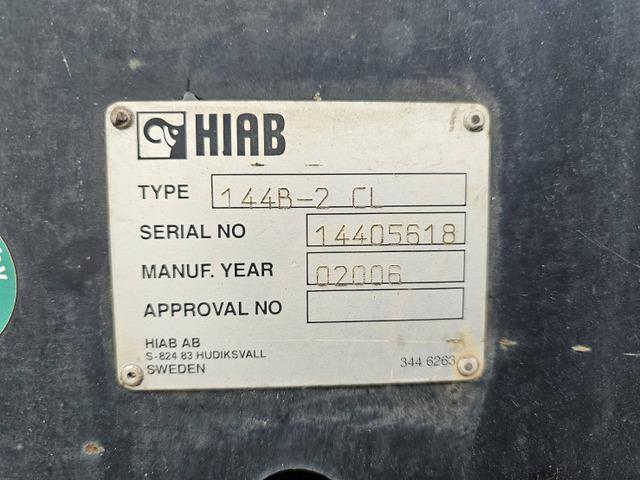 HIAB
TYPE 144B-2 CL
SERIAL NO 14405618
MANUF. YEAR 02006
APPROVAL NO
HIAB AB
S-824 83 HUDIKSVALL
SWEDEN 344 6263